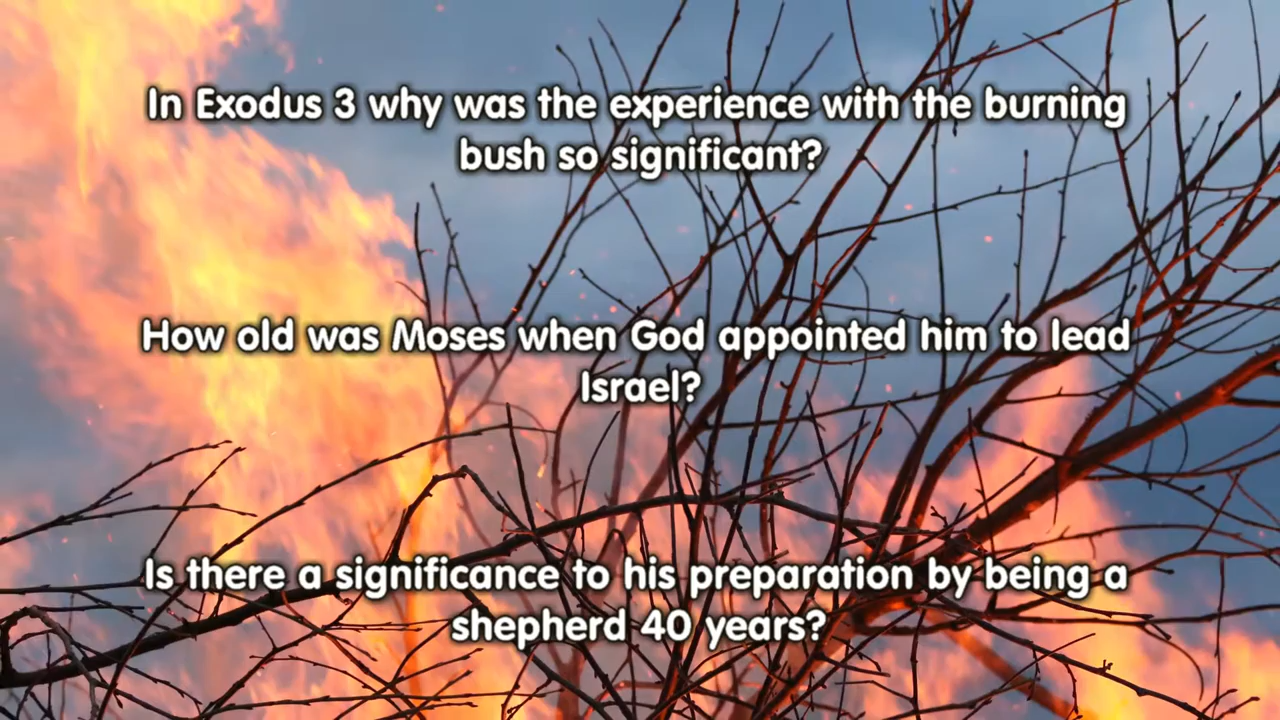 In Exodus 3 why was the experience with the burning
bush so significant?
How old was Moses when God appointed him to lead
Israel?
Is there a significance to his preparation by being a
shepherd 40 years?